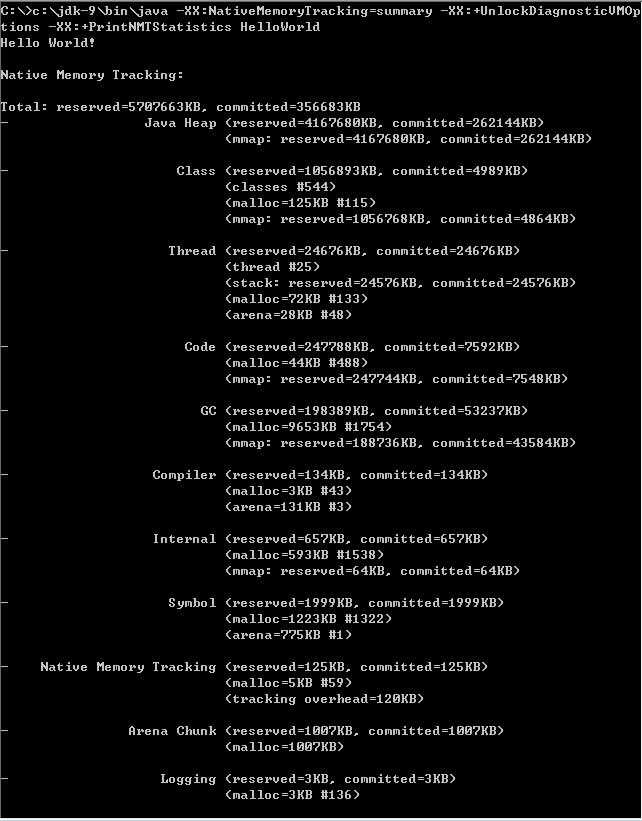 C:\>c:\jdk-9\bin\java -XX:NativeMemoryTracking=summary -XX:+UnlockDiagnosticVMOp
tions -XX:+PrintNMTStatistics HelloWorld
Hello World!
Native Memory Tracking:
Total: reserved=5707663KB, committed=356683KB
- Java Heap (reserved=4167680KB, committed=262144KB)
(mmap: reserved=4167680KB, committed=262144KB)
- Class (reserved=1056893KB, committed=4989KB)
(classes #544)
(malloc=125KB #115)
(mmap: reserved=1056768KB, committed=4864KB)
- Thread (reserved=24676KB, committed=24676KB)
(thread #25)
(stack: reserved=24576KB, committed=24576KB)
(malloc=72KB #133)
(arena=28KB #48)
- Code (reserved=247788KB, committed=7592KB)
(malloc=44KB #488)
(mmap: reserved=247744KB, committed=7548KB)
- GC (reserved=198389KB, committed=53237KB)
(malloc=9653KB #1754)
(mmap: reserved=188736KB, committed=43584KB)
- Compiler (reserved=134KB, committed=134KB)
(malloc=3KB #43)
(arena=131KB #3)
- Internal (reserved=657KB, committed=657KB)
(malloc=593KB #1538)
(mmap: reserved=64KB, committed=64KB)
- Symbol (reserved=1999KB, committed=1999KB)
(malloc=1223KB #1322)
(arena=775KB #1)
- Native Memory Tracking (reserved=125KB, committed=125KB)
(malloc=5KB #59)
(tracking overhead=120KB)
- Arena Chunk (reserved=1007KB, committed=1007KB)
(malloc=1007KB)
- Logging (reserved=3KB, committed=3KB)
(malloc=3KB #136)